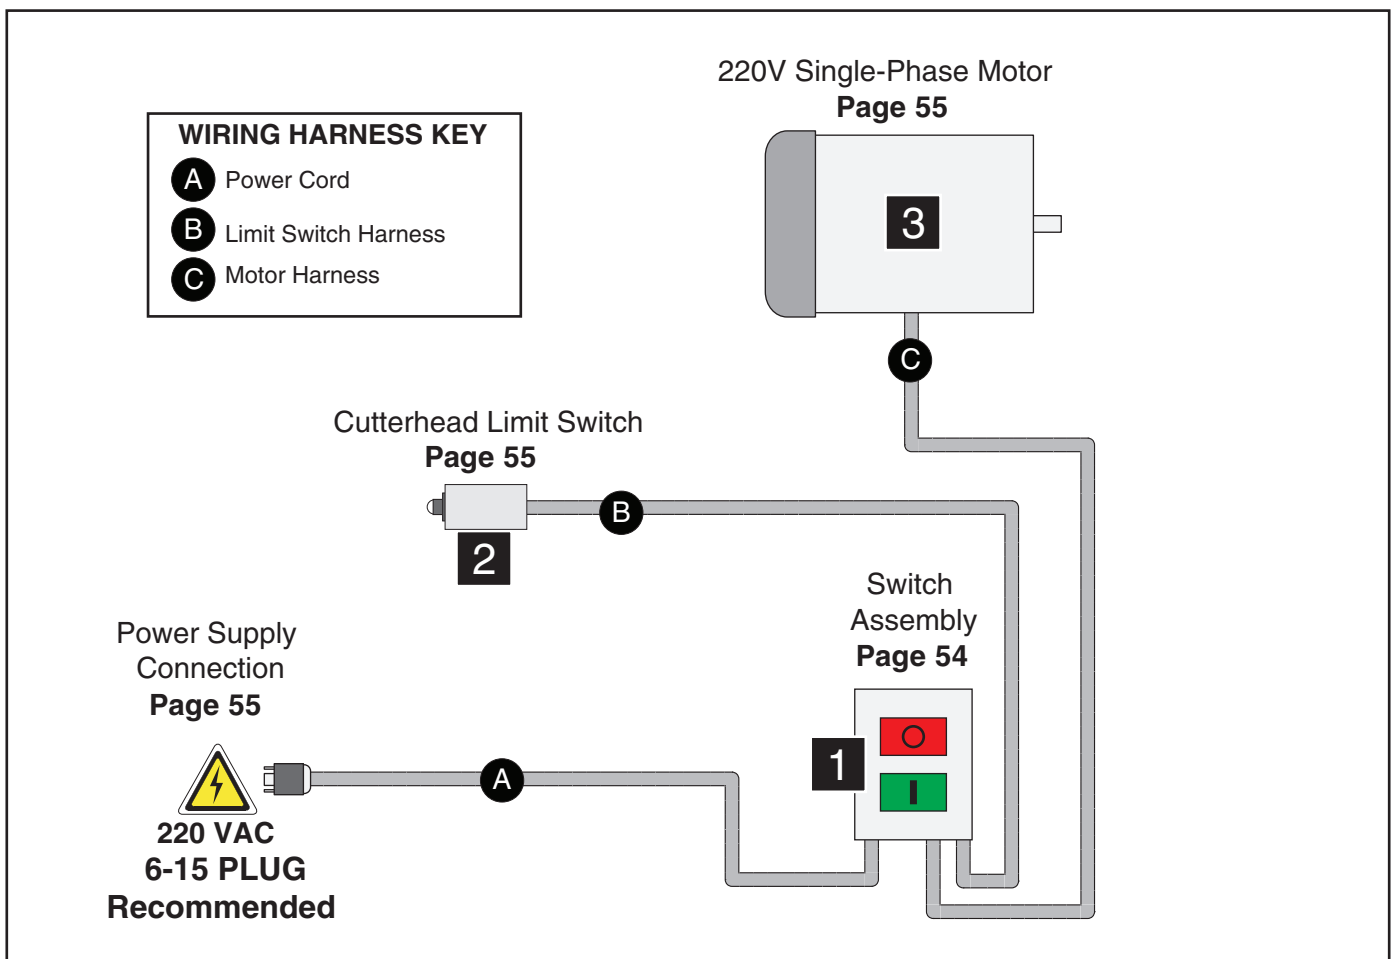 220V Single-Phase Motor
Page 55
WIRING HARNESS KEY
A Power Cord
B Limit Switch Harness
C Motor Harness
3
C
Cutterhead Limit Switch
Page 55
B
2
Switch
Assembly
Page 54
Power Supply
Connection
Page 55
1
A
220 VAC
6-15 PLUG
Recommended